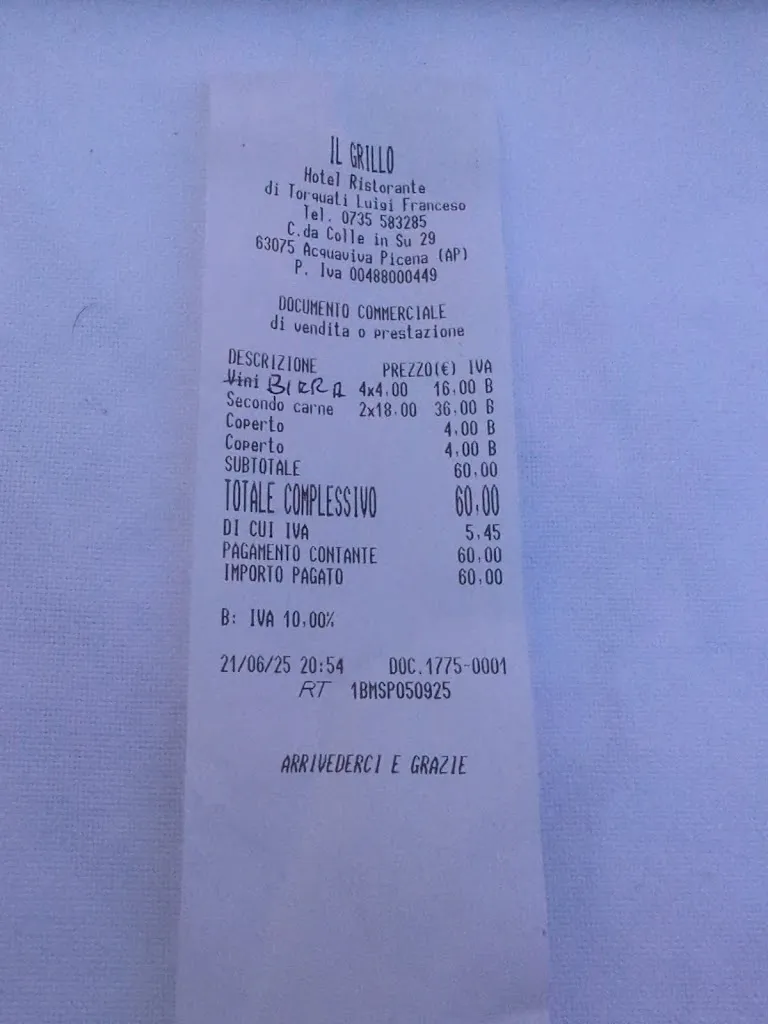 IL GRILLO
Hotel Ristorante
di Torquati Luigi Franceso
Tel. 0735 583285
C.da Colle in Su 29
63075 Acquaviva Picena (AP)
P. Iva 00488000449
DOCUMENTO COMMERCIALE
di vendita o prestazione
DESCRIZIONE PREZZO(€) IVA
Vini BIRRA 4x4,00 16,00 B
Secondo carne 2x18,00 36,00 B
Coperto 4,00 B
Coperto 4,00 B
SUBTOTALE 60,00
TOTALE COMPLESSIVO 60,00
DI CUI IVA 5,45
PAGAMENTO CONTANTE 60,00
IMPORTO PAGATO 60,00
B: IVA 10,00%
21/06/25 20:54 DOC.1775-0001
RT 1BMSP050925
ARRIVEDERCI E GRAZIE